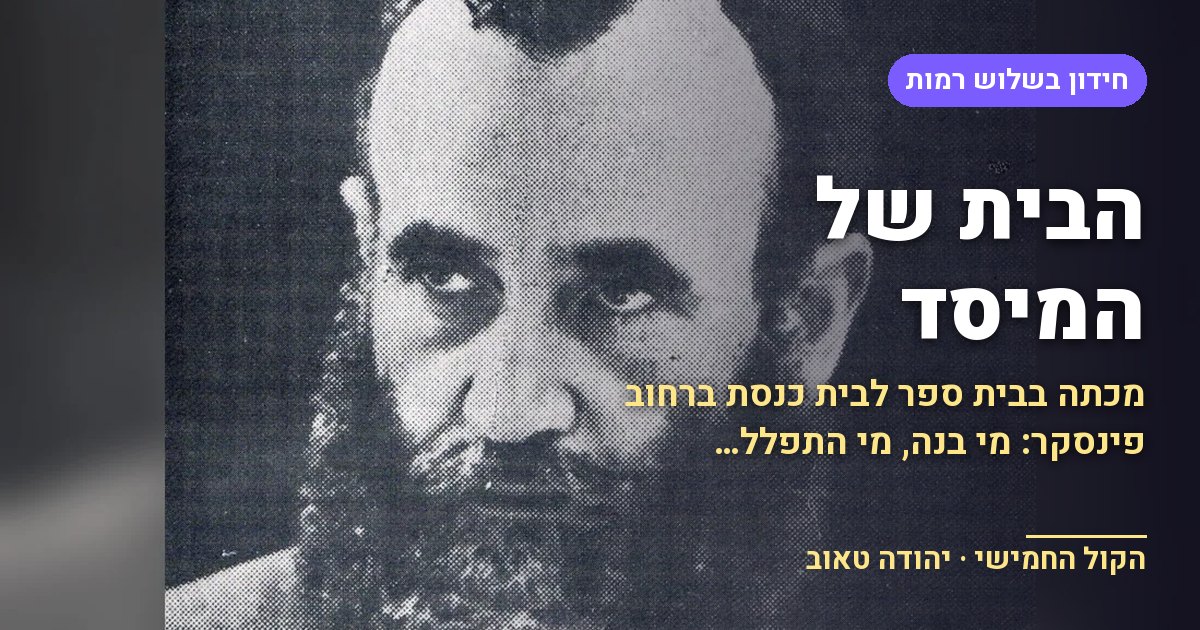 חידון בשלוש רמות
הבית של
המיסד
מכתה בבית ספר לבית כנסת ברחוב
פינסקר: מי בנה, מי התפלל...
הקול החמישי · יהודה טאוב